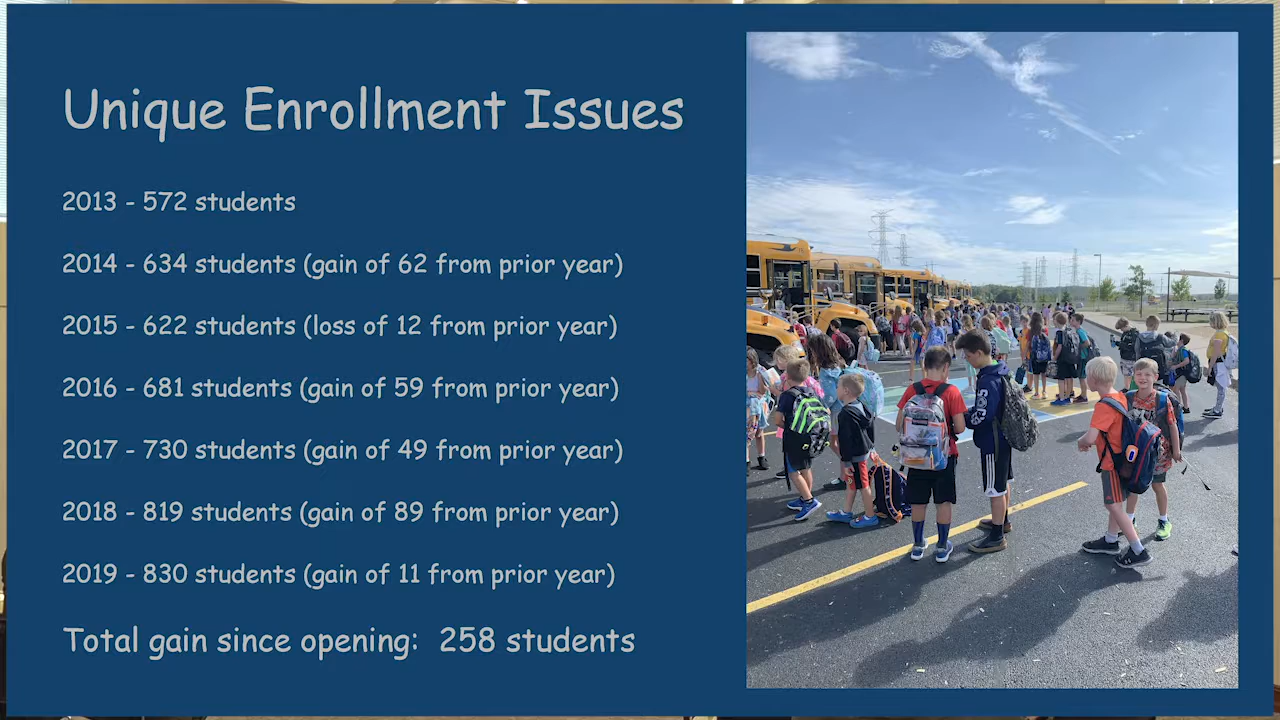 Unique Enrollment Issues
2013 - 572 students
2014 - 634 students (gain of 62 from prior year)
2015 - 622 students (loss of 12 from prior year)
2016 - 681 students (gain of 59 from prior year)
2017 - 730 students (gain of 49 from prior year)
2018 - 819 students (gain of 89 from prior year)
2019 - 830 students (gain of 11 from prior year)
Total gain since opening: 258 students